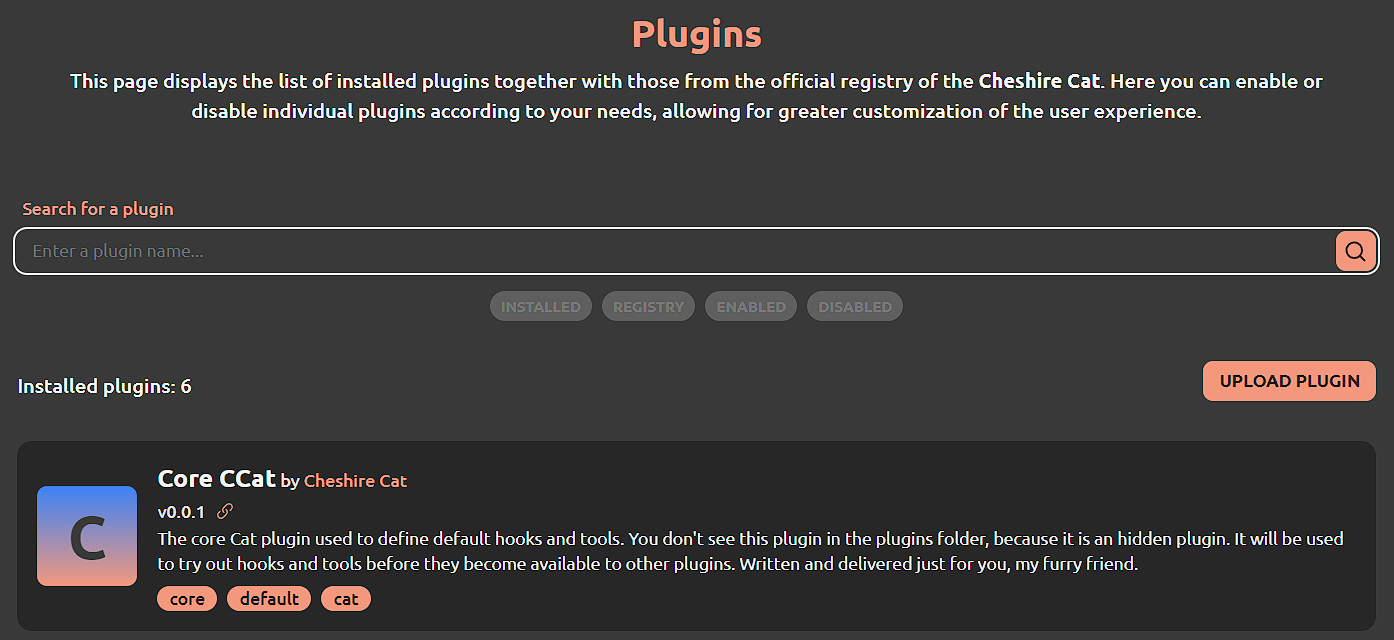 Plugins
This page displays the list of installed plugins together with those from the official registry of the Cheshire Cat. Here you can enable or
disable individual plugins according to your needs, allowing for greater customization of the user experience.
Search for a plugin
Enter a plugin name...
INSTALLED REGISTRY ENABLED DISABLED
Installed plugins: 6
UPLOAD PLUGIN
C
Core CCat by Cheshire Cat
v0.0.1
The core Cat plugin used to define default hooks and tools. You don't see this plugin in the plugins folder, because it is an hidden plugin. It will be used
to try out hooks and tools before they become available to other plugins. Written and delivered just for you, my furry friend.
core default cat